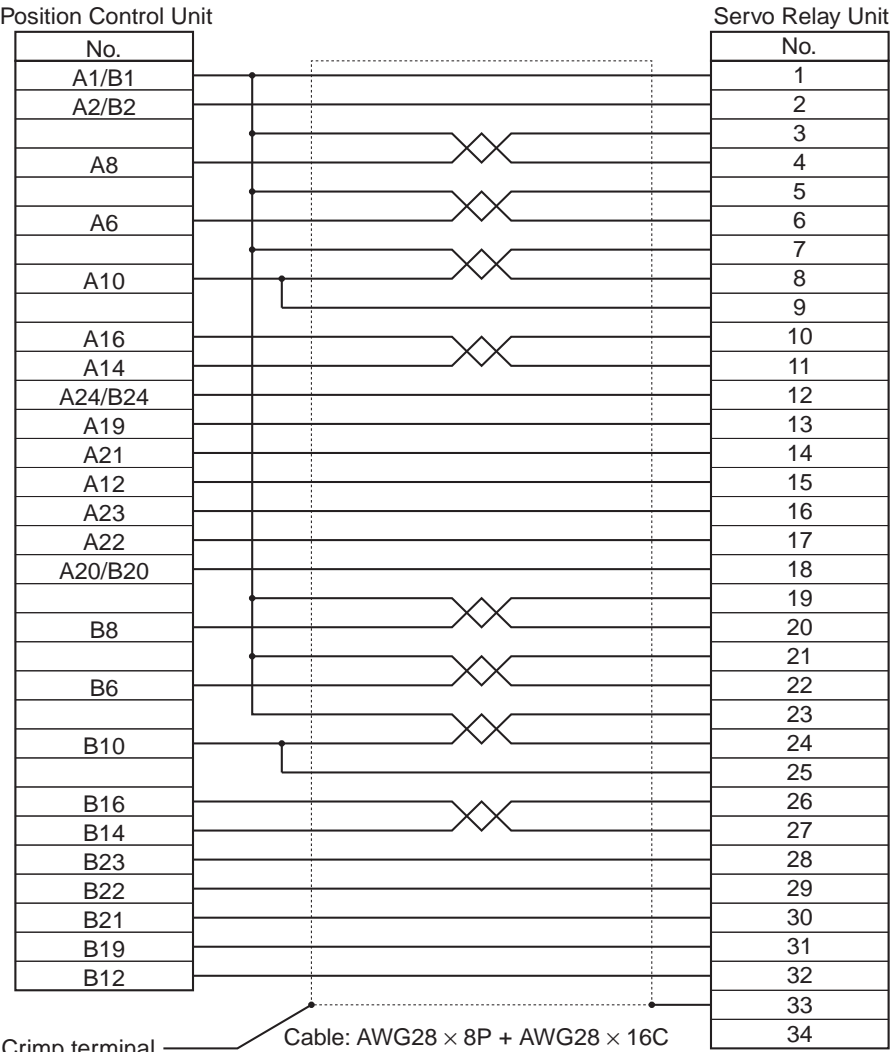 Position Control Unit Servo Relay Unit
No. No.
A1/B1 1
A2/B2 2
3
A8 4
5
A6 6
7
A10 8
9
A16 10
A14 11
A24/B24 12
A19 13
A21 14
A12 15
A23 16
A22 17
A20/B20 18
19
B8 20
21
B6 22
23
B10 24
25
B16 26
B14 27
B23 28
B22 29
B21 30
B19 31
B12 32
33
Cable: AWG28 × 8P + AWG28 × 16C 34
Crimp terminal